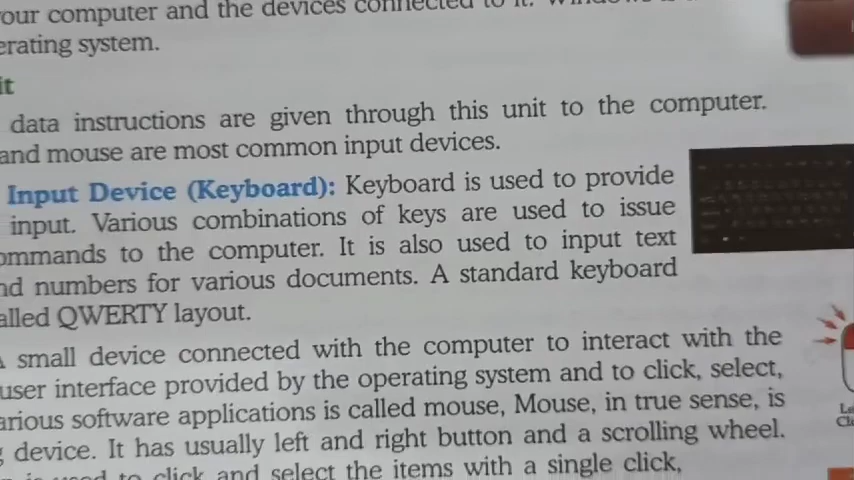 our computer and the devices connected to it. Windows is
erating system.
it
data instructions are given through this unit to the computer.
and mouse are most common input devices.
Input Device (Keyboard): Keyboard is used to provide
input. Various combinations of keys are used to issue
ommands to the computer. It is also used to input text
nd numbers for various documents. A standard keyboard
alled QWERTY layout.
A small device connected with the computer to interact with the
user interface provided by the operating system and to click, select,
arious software applications is called mouse, Mouse, in true sense, is
g device. It has usually left and right button and a scrolling wheel.
is used to click and select the items with a single click,